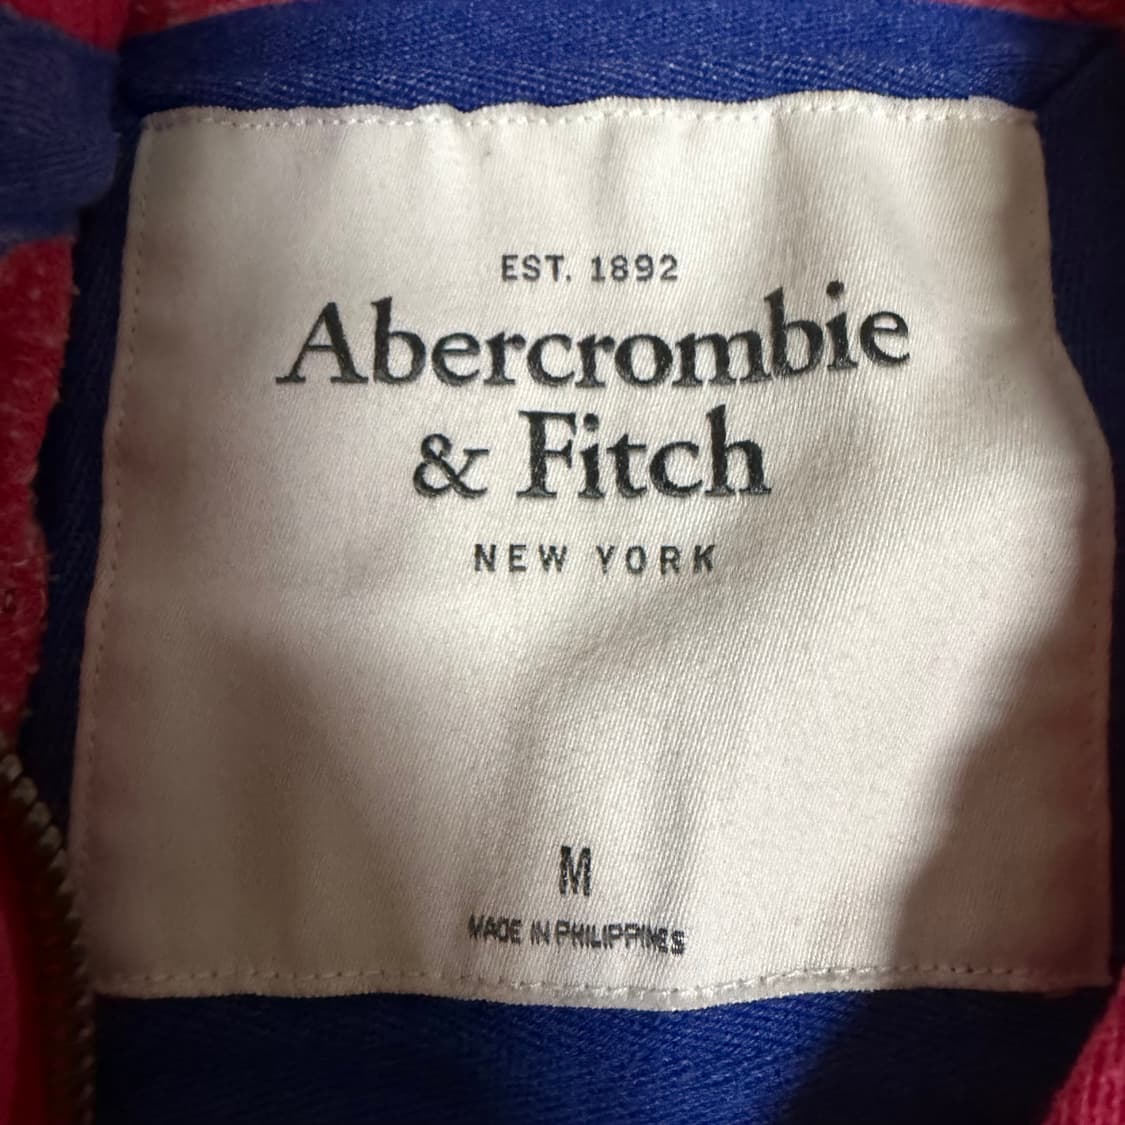 EST. 1892
Abercrombie
& Fitch
NEW YORK
M
MADE IN PHILIPPINES